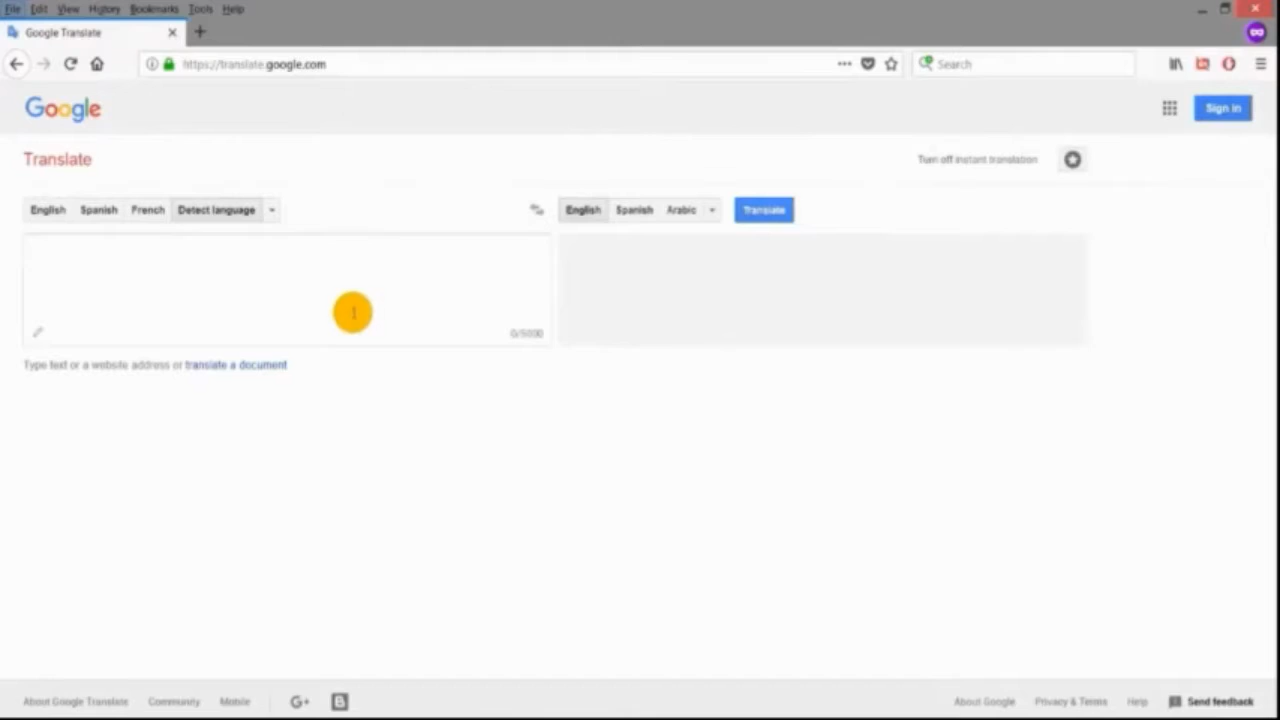 File Edit View History Bookmarks Tools Help
Google Translate
https://translate.google.com
Search
Google
Sign in
Translate
Turn off instant translation
English Spanish French Detect language
English Spanish Arabic Translate
0/5000
Type text or a website address or translate a document
About Google Translate Community Mobile G+ B About Google Privacy & Terms Help Send feedback